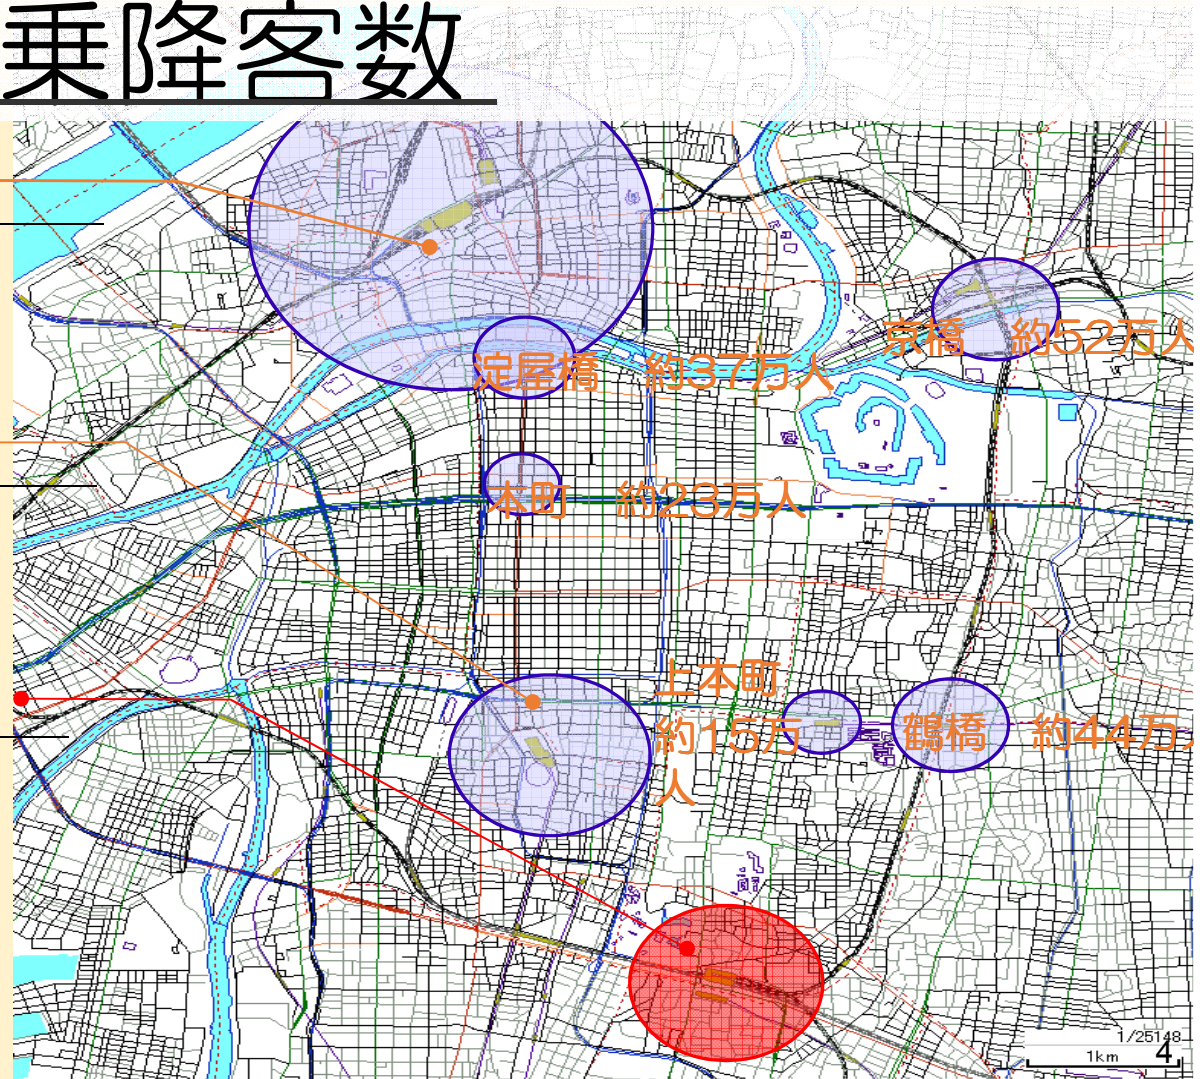 乗降客数
京橋　約52万人
淀屋橋　約37万人
本町　約23万人
上本町
約15万
人
鶴橋　約44万人
1/25148
1km
4